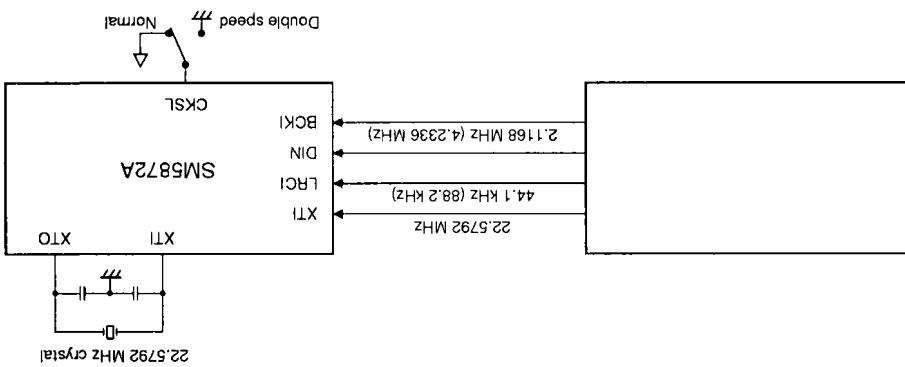 22.5792 MHz crystal
XTI
XTO
22.5792 MHz
XTI
44.1 kHz (88.2 kHz)
LRCI
SM5872A
DIN
2.1168 MHz (4.2336 MHz)
BCKI
CKSL
Double speed
Normal